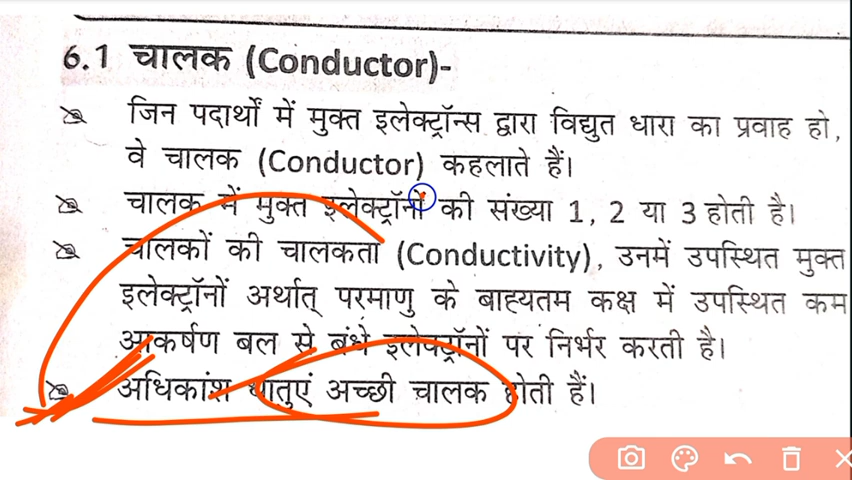 6.1 चालक (Conductor)-
जिन पदार्थों में मुक्त इलेक्ट्रॉन्स द्वारा विद्युत धारा का प्रवाह हो,
वे चालक (Conductor) कहलाते हैं।
चालक में मुक्त इलेक्ट्रॉनों की संख्या 1, 2 या 3 होती है।
चालकों की चालकता (Conductivity), उनमें उपस्थित मुक्त
इलेक्ट्रॉनों अर्थात् परमाणु के बाह्यतम कक्ष में उपस्थित कम
आकर्षण बल से बंधे इलेक्ट्रॉनों पर निर्भर करती है।
अधिकांश धातुएं अच्छी चालक होती हैं।